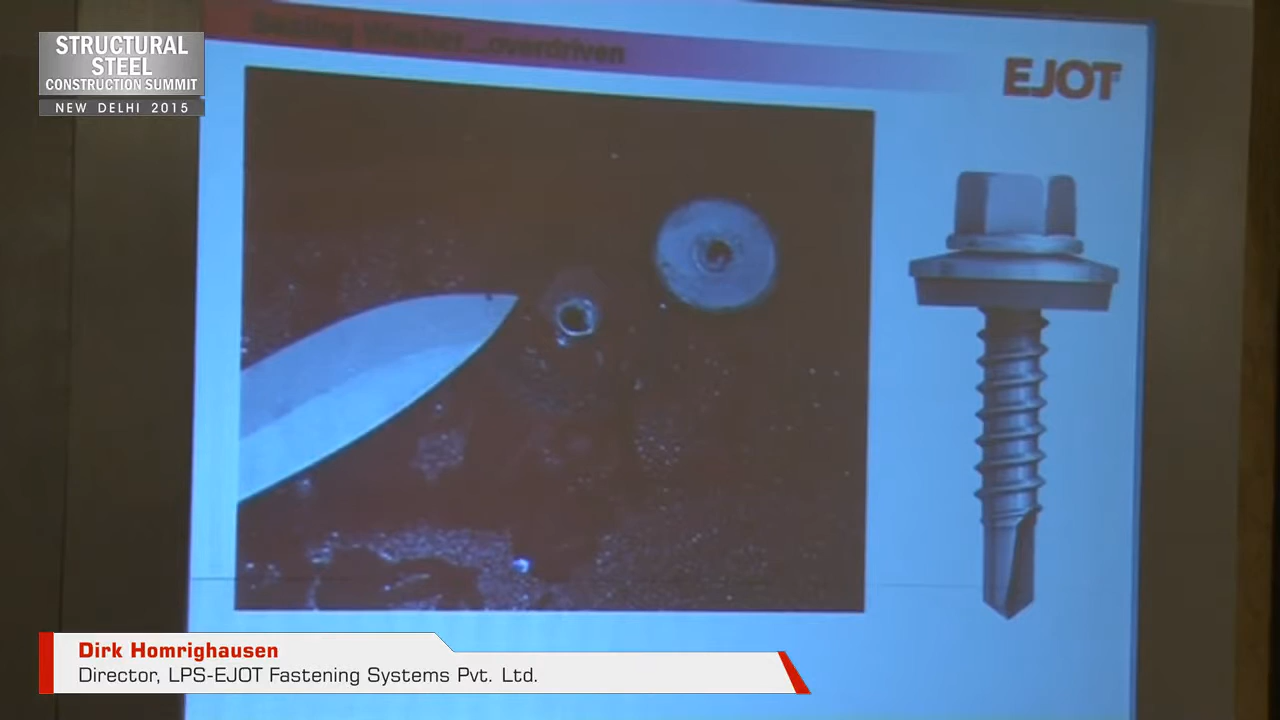 STRUCTURAL
STEEL
CONSTRUCTION SUMMIT
NEW DELHI 2015
Sealing Washer...overdriven
EJOT
Dirk Homrighausen
Director, LPS-EJOT Fastening Systems Pvt. Ltd.